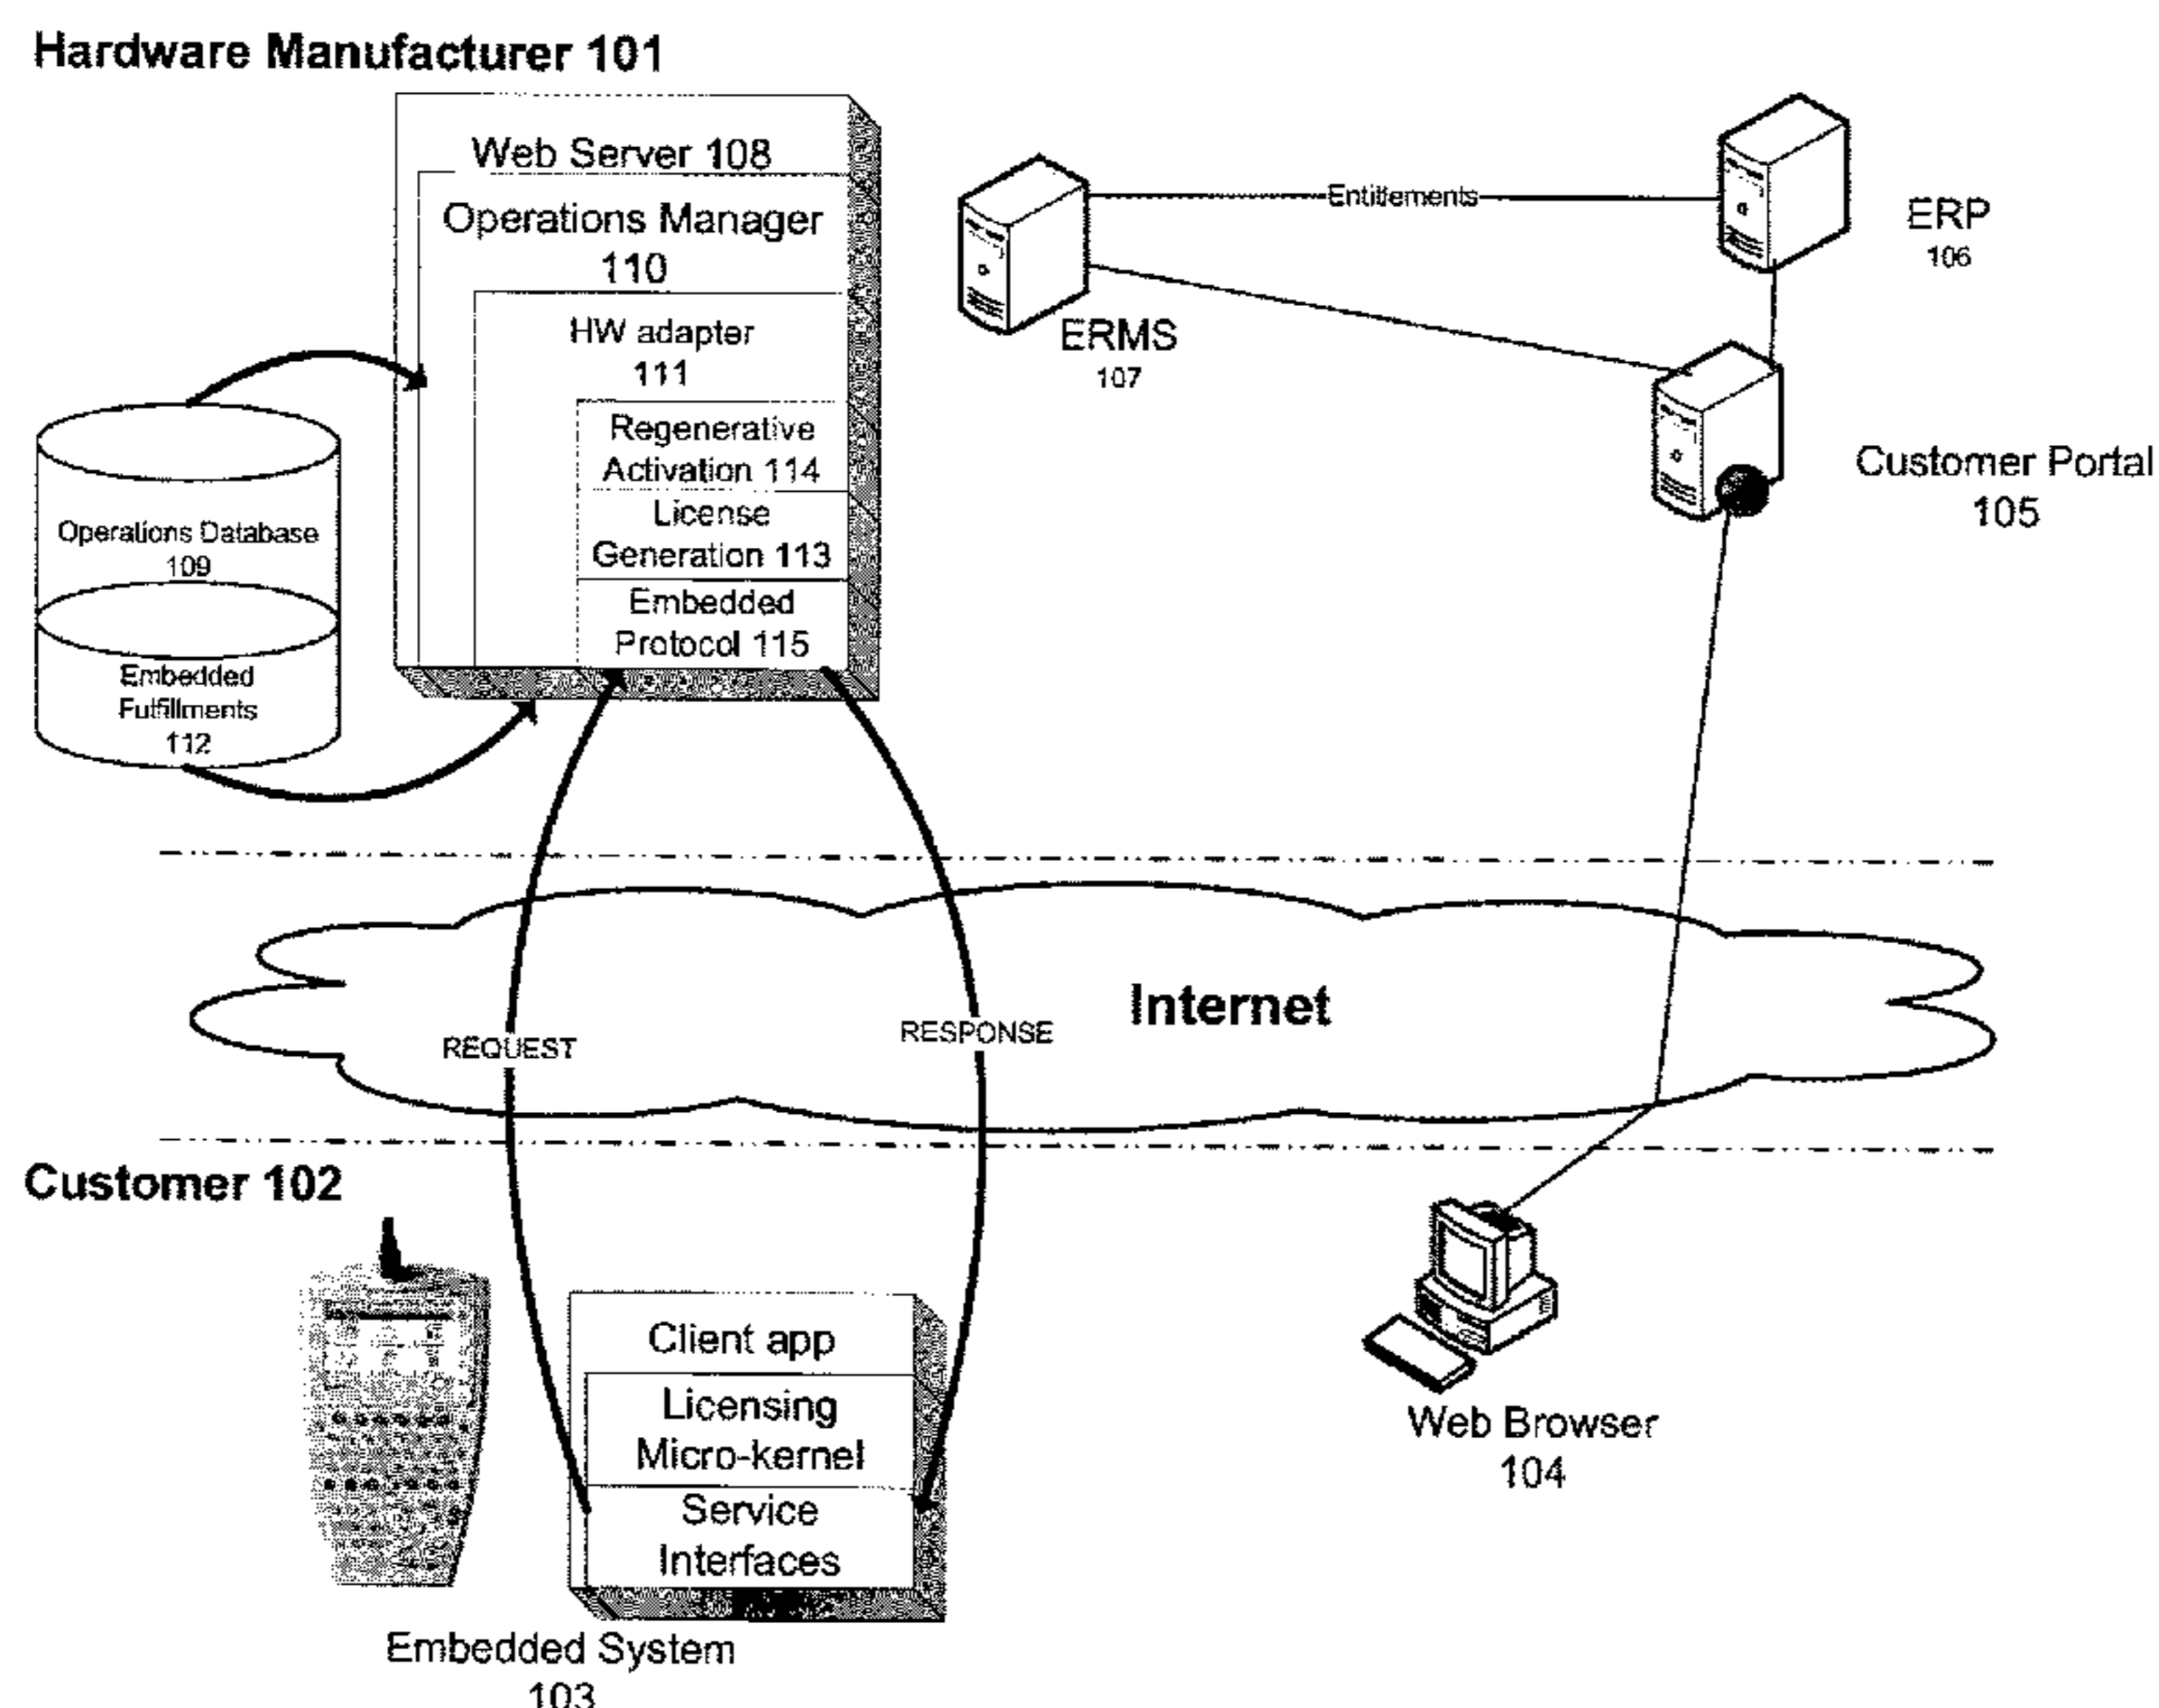 Hardware Manufacturer 101
Web Server 108
Operations Manager
110
HW adapter
111
Regenerative
Activation 114
License
Generation 113
Embedded
Protocol 115
Operations Database
109
Embedded
Fulfillments
112
Entitlements
ERP
106
ERMS
107
Customer Portal
105
Internet
REQUEST
RESPONSE
Customer 102
Client app
Licensing
Micro-kernel
Service
Interfaces
Embedded System
103
Web Browser
104